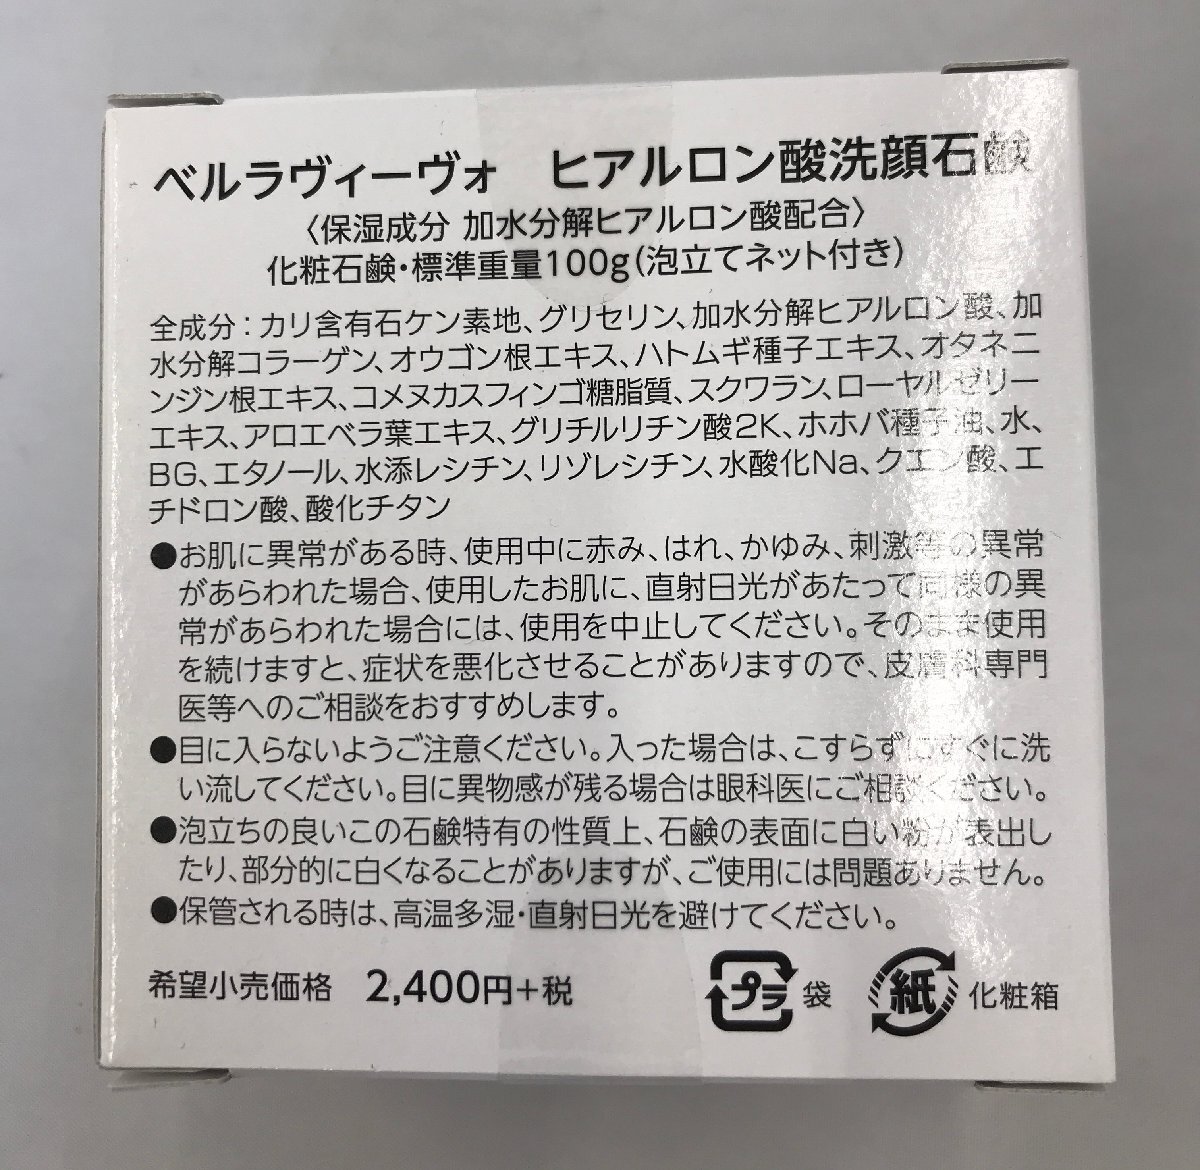 ベルラヴィーヴォ　ヒアルロン酸洗顔石鹸
〈保湿成分 加水分解ヒアルロン酸配合〉
化粧石鹸・標準重量100g(泡立てネット付き)
全成分：カリ含有石ケン素地、グリセリン、加水分解ヒアルロン酸、加
水分解コラーゲン、オウゴン根エキス、ハトムギ種子エキス、オタネニ
ンジン根エキス、コメヌカスフィンゴ糖脂質、スクワラン、ローヤルゼリー
エキス、アロエベラ葉エキス、グリチルリチン酸2K、ホホバ種子油、水、
BG、エタノール、水添レシチン、リゾレシチン、水酸化Na、クエン酸、エ
チドロン酸、酸化チタン
●お肌に異常がある時、使用中に赤み、はれ、かゆみ、刺激等の異常
があらわれた場合、使用したお肌に、直射日光があたって同様の異
常があらわれた場合には、使用を中止してください。そのまま使用
を続けますと、症状を悪化させることがありますので、皮膚科専門
医等へのご相談をおすすめします。
●目に入らないようご注意ください。入った場合は、こすらずにすぐに洗
い流してください。目に異物感が残る場合は眼科医にご相談ください。
●泡立ちの良いこの石鹸特有の性質上、石鹸の表面に白い粉が表出し
たり、部分的に白くなることがありますが、ご使用には問題ありません。
●保管される時は、高温多湿・直射日光を避けてください。
希望小売価格　2,400円＋税
プラ 袋 紙 化粧箱